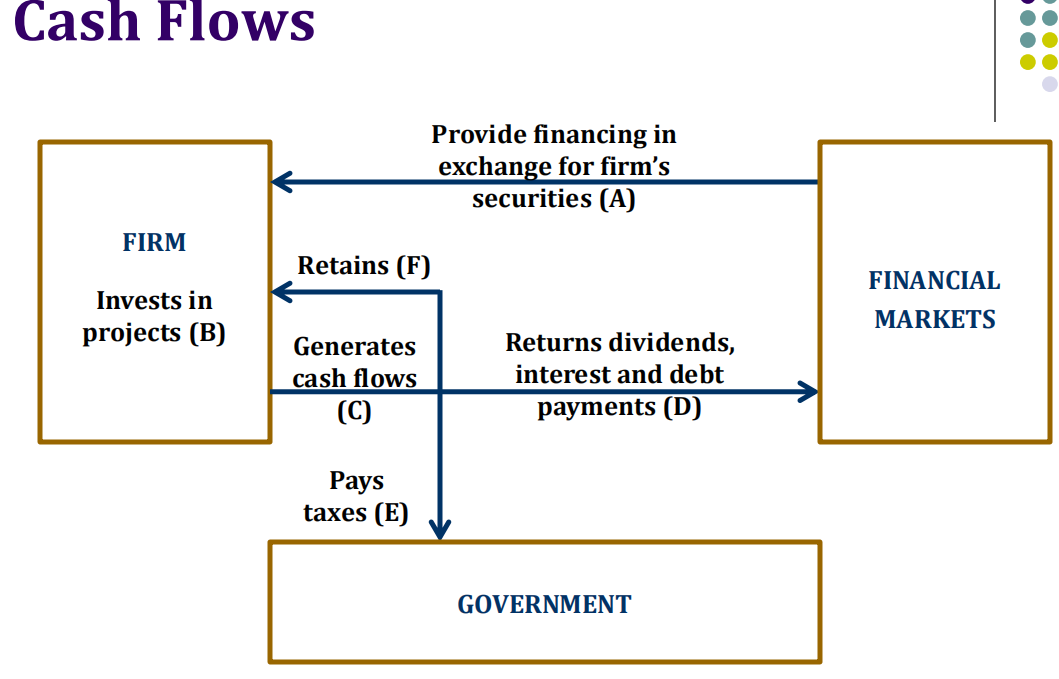 Cash Flows
Provide financing in
exchange for firm’s
securities (A)
FIRM
Invests in
projects (B)
Retains (F)
Generates
cash flows
(C)
Returns dividends,
interest and debt
payments (D)
FINANCIAL
MARKETS
Pays
taxes (E)
GOVERNMENT